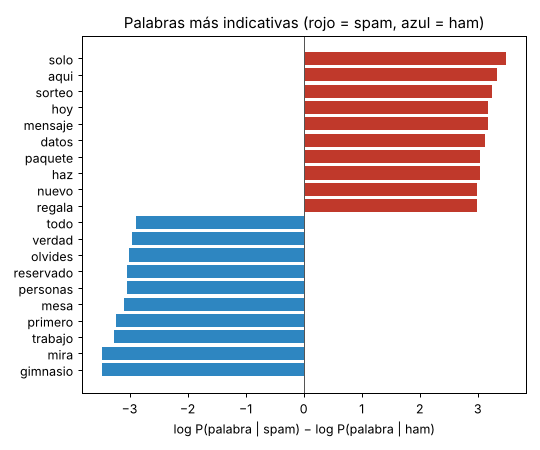 Palabras más indicativas (rojo = spam, azul = ham)
solo
aqui
sorteo
hoy
mensaje
datos
paquete
haz
nuevo
regala
todo
verdad
olvides
reservado
personas
mesa
primero
trabajo
mira
gimnasio
−3 −2 −1 0 1 2 3
log P(palabra | spam) − log P(palabra | ham)